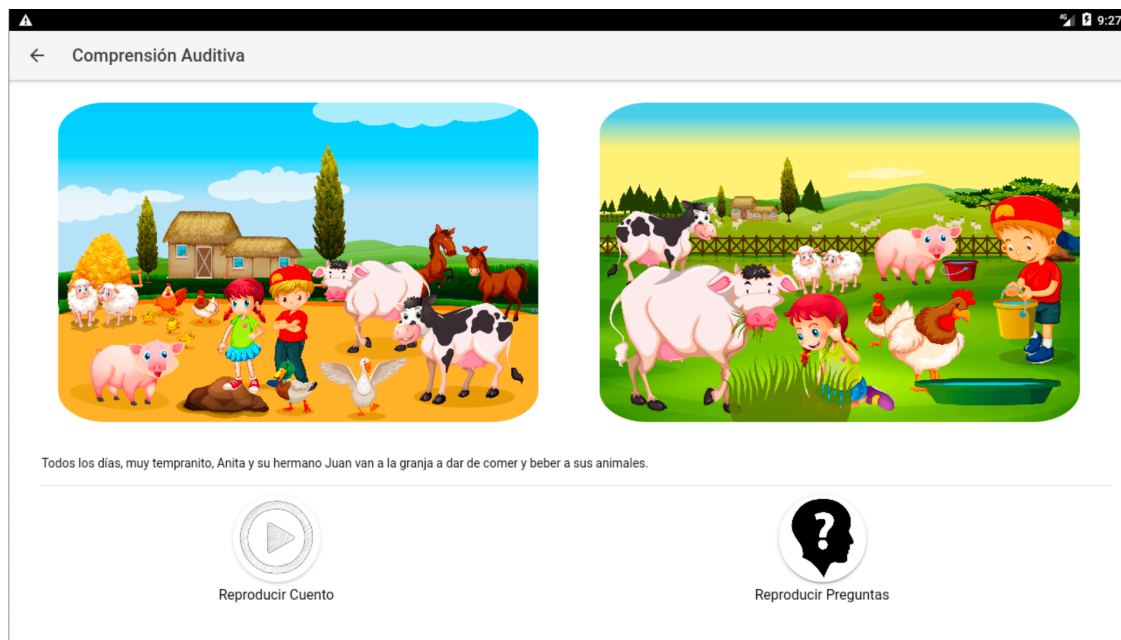 4G 9:27
Comprensión Auditiva
Todos los días, muy tempranito, Anita y su hermano Juan van a la granja a dar de comer y beber a sus animales.
?
Reproducir Cuento
Reproducir Preguntas